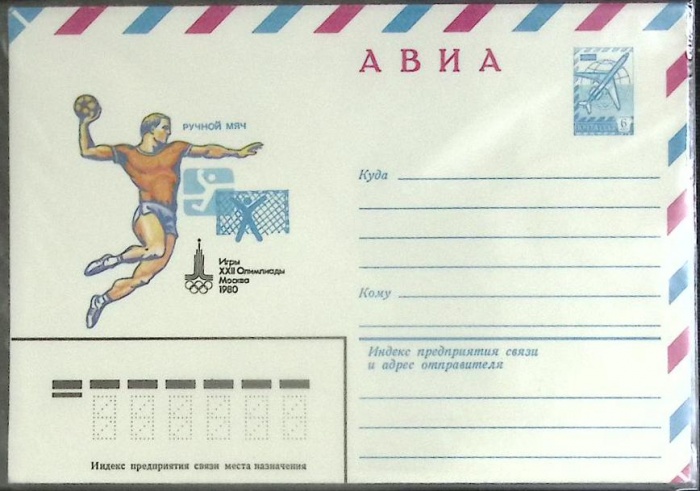 АВИА
РУЧНОЙ МЯЧ
6
Куда
Игры
XXII Олимпиады
Москва
1980
Кому
Индекс предприятия связи
и адрес отправителя
Индекс предприятия связи места назначения